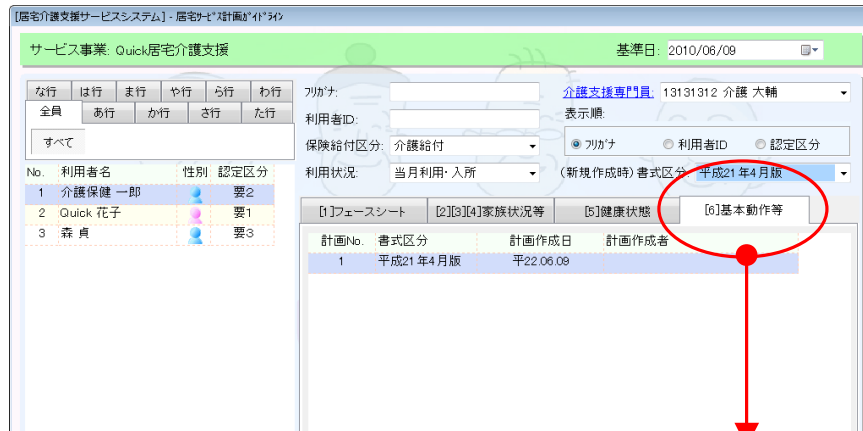 [居宅介護支援サービスシステム] - 居宅ｻｰﾋﾞｽ計画ｶﾞｲﾄﾞﾗｲﾝ
サービス事業: Quick居宅介護支援
基準日: 2010/06/09
な行 は行 ま行 や行 ら行 わ行
全員 あ行 か行 さ行 た行
すべて
No. 利用者名 性別 認定区分
1 介護保健 一郎 要2
2 Quick 花子 要1
3 森 貞 要3
ﾌﾘｶﾞﾅ:
利用者ID:
保険給付区分: 介護給付
利用状況: 当月利用・入所
介護支援専門員: 13131312 介護 大輔
表示順:
ﾌﾘｶﾞﾅ 利用者ID 認定区分
(新規作成時)書式区分: 平成21年4月版
[1]フェースシート [2][3][4]家族状況等 [5]健康状態 [6]基本動作等
計画No. 書式区分 計画作成日 計画作成者
1 平成21年4月版 平22.06.09